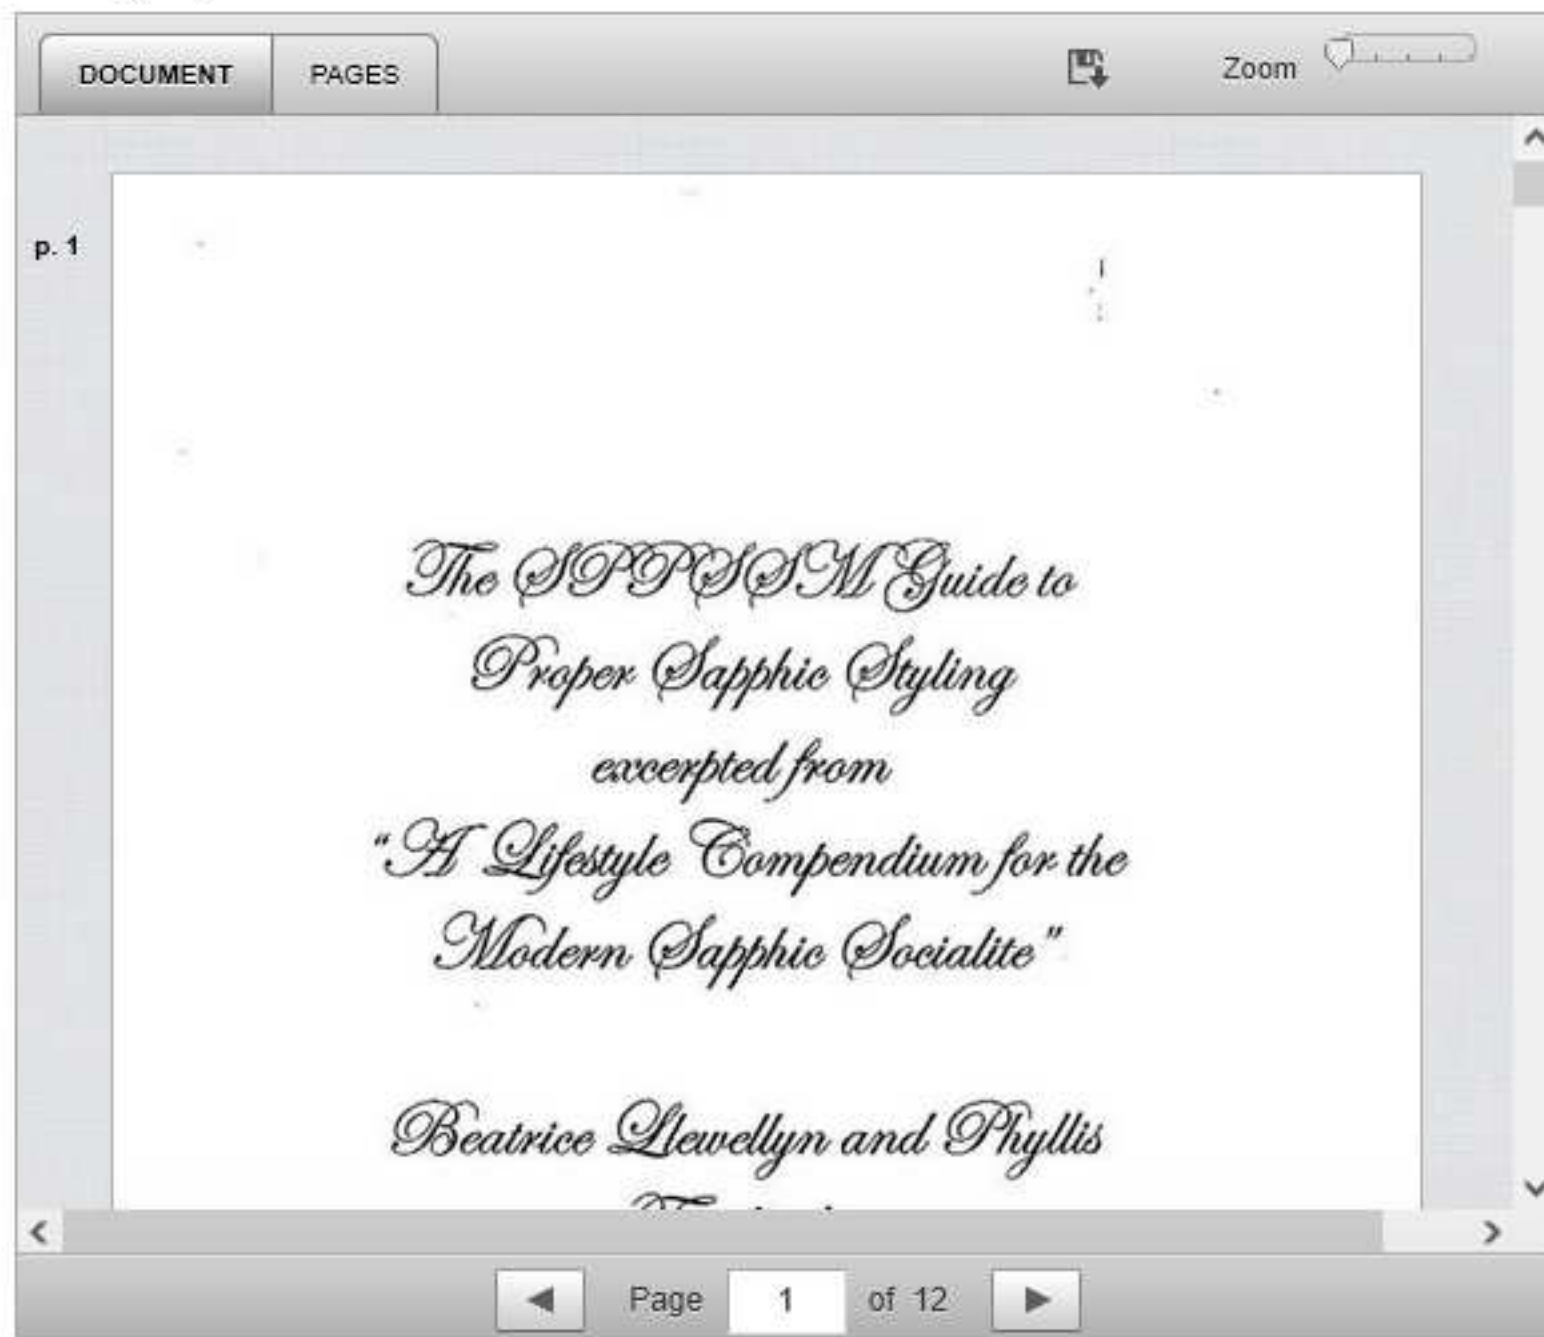 DOCUMENT PAGES Zoom
p. 1
The SPPSSM Guide to
Proper Sapphic Styling
excerpted from
“A Lifestyle Compendium for the
Modern Sapphic Socialite”
Beatrice Llewellyn and Phyllis
Page 1 of 12